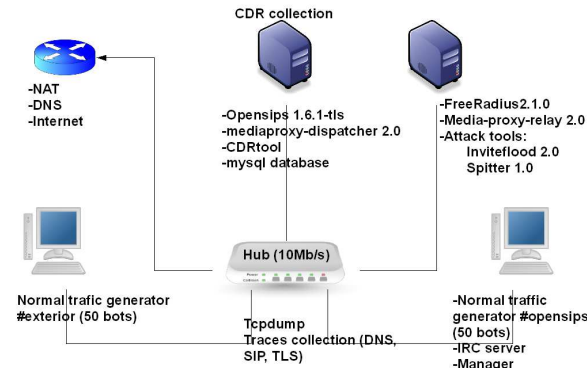 CDR collection
-NAT
-DNS
-Internet
-Opensips 1.6.1-tls
-mediaproxy-dispatcher 2.0
-CDRtool
-mysql database
-FreeRadius2.1.0
-Media-proxy-relay 2.0
-Attack tools:
Inviteflood 2.0
Spitter 1.0
Hub (10Mb/s)
Power
Collision
Normal trafic generator
#exterior (50 bots)
Tcpdump
Traces collection (DNS,
SIP, TLS)
-Normal traffic
generator #opensips
(50 bots)
-IRC server
-Manager